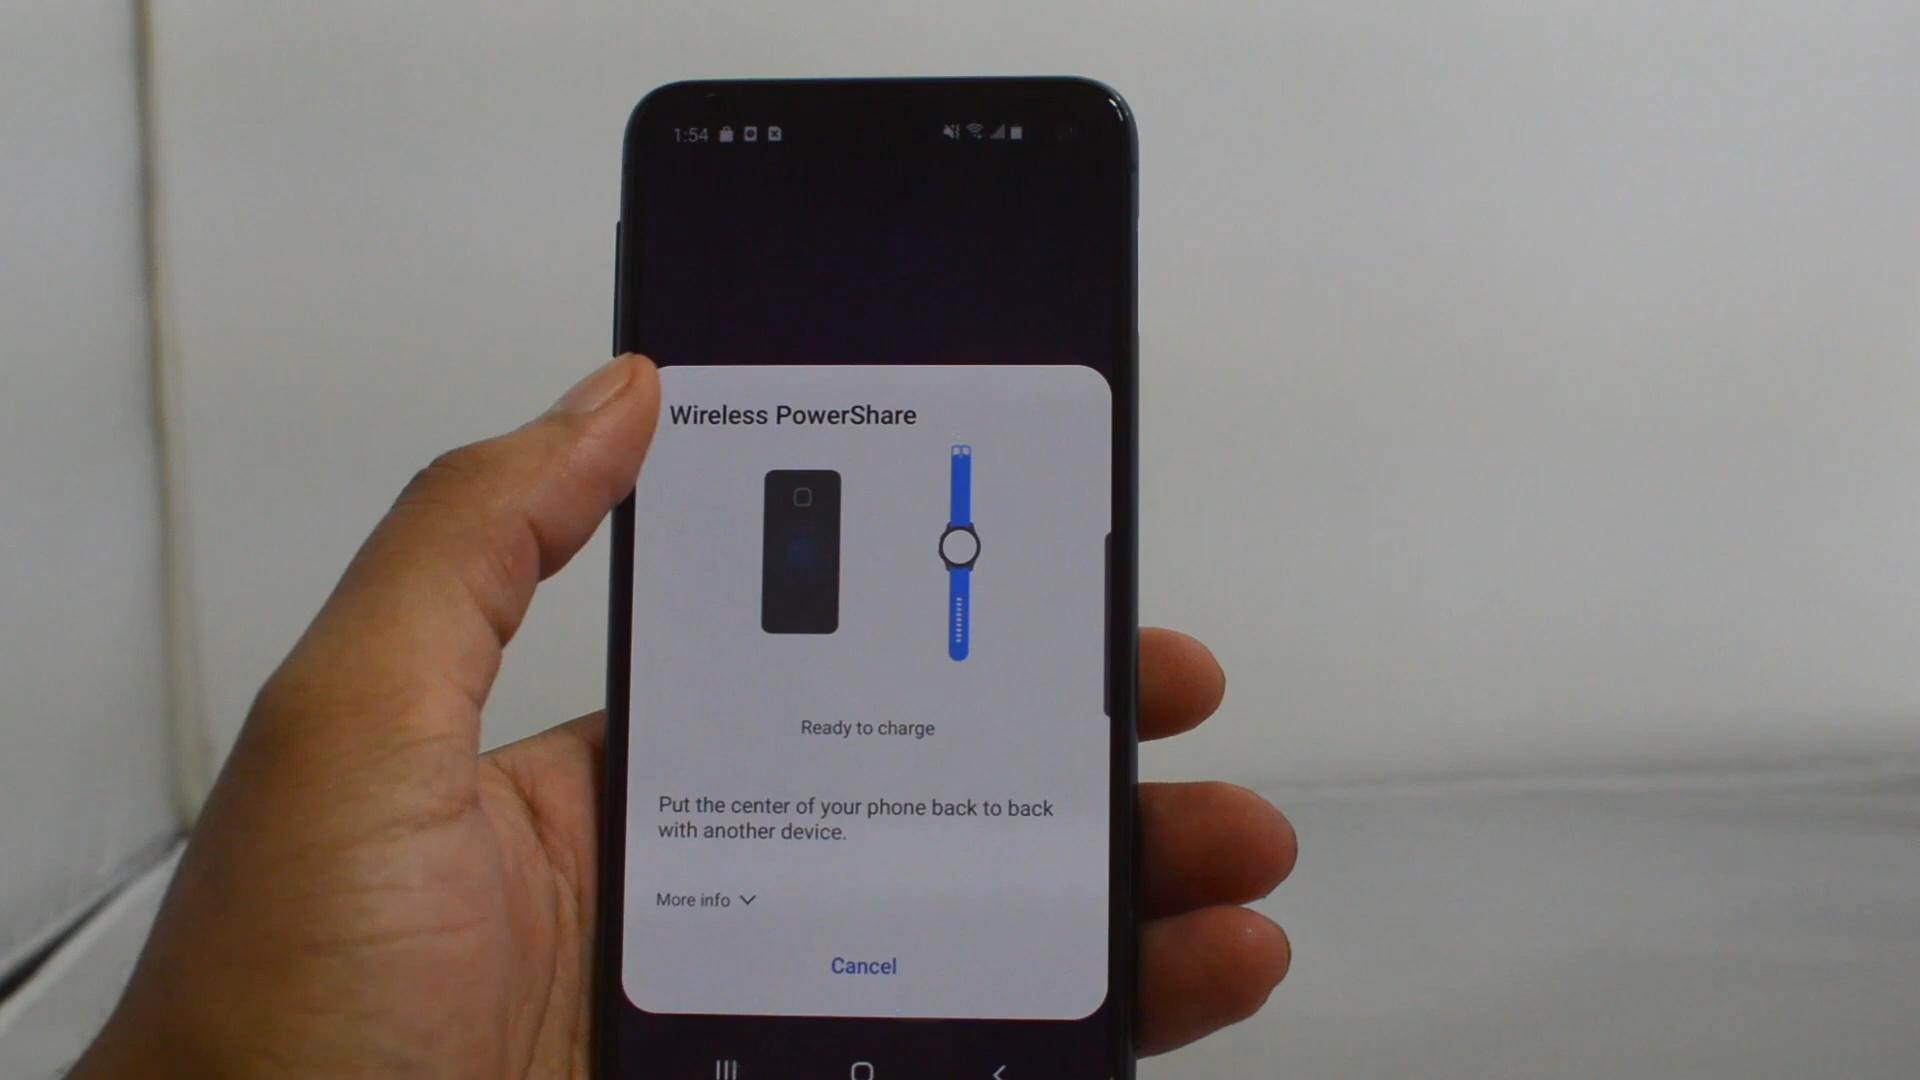 1:54
Wireless PowerShare
Ready to charge
Put the center of your phone back to back
with another device.
More info
Cancel